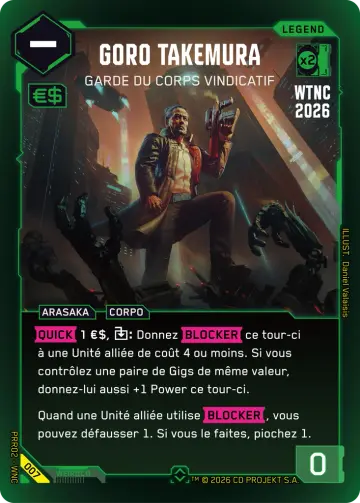 LEGEND
GORO TAKEMURA
GARDE DU CORPS VINDICATIF
x2
€$
WTNC
2026
ILLUST. Daniel Valaisis
ARASAKA CORPO
QUICK 1 €$, : Donnez BLOCKER ce tour-ci
à une Unité alliée de coût 4 ou moins. Si vous
contrôlez une paire de Gigs de même valeur,
donnez-lui aussi +1 Power ce tour-ci.
Quand une Unité alliée utilise BLOCKER, vous
pouvez défausser 1. Si vous le faites, piochez 1.
PRR02 WNC
007
0
™ © 2026 CD PROJEKT S.A.